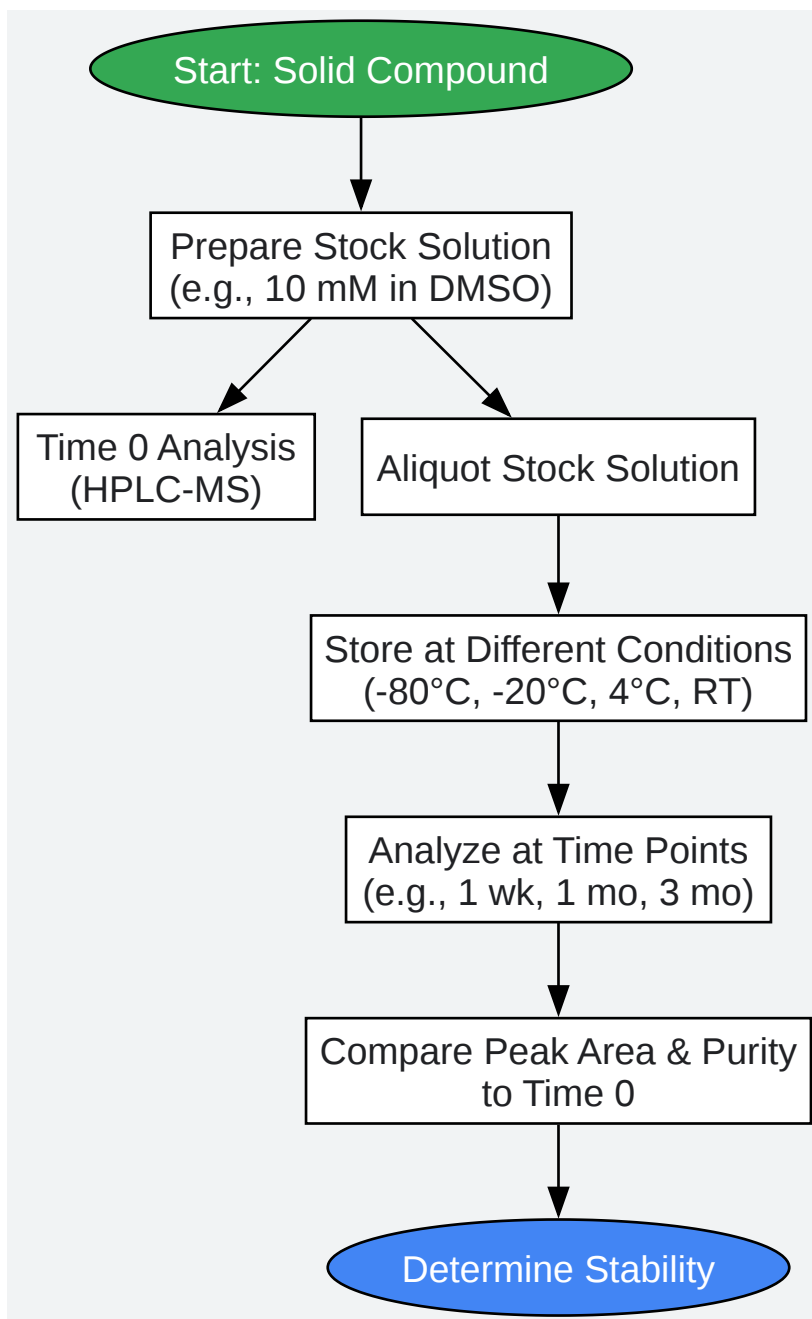 Start: Solid Compound
Prepare Stock Solution
(e.g., 10 mM in DMSO)
Time 0 Analysis
(HPLC-MS)
Aliquot Stock Solution
Store at Different Conditions
(-80°C, -20°C, 4°C, RT)
Analyze at Time Points
(e.g., 1 wk, 1 mo, 3 mo)
Compare Peak Area & Purity
to Time 0
Determine Stability